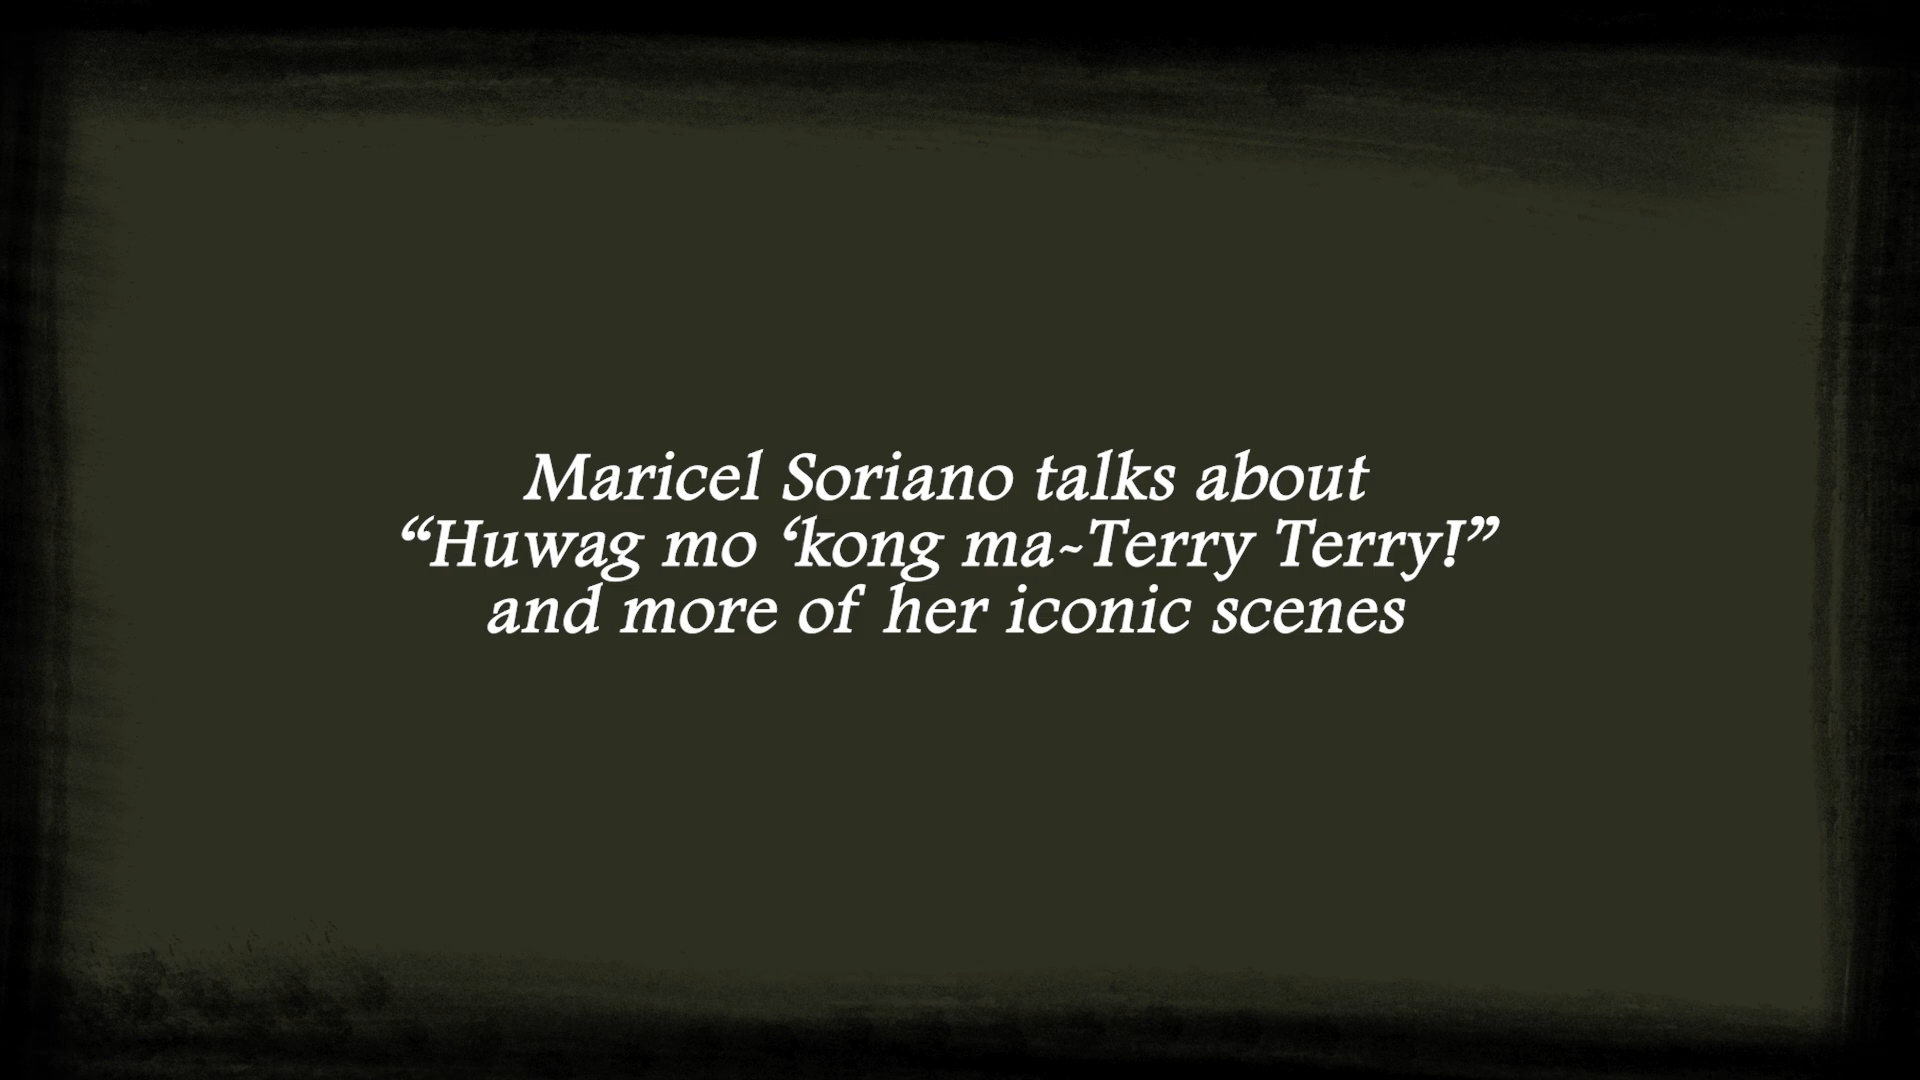 Maricel Soriano talks about
“Huwag mo ‘kong ma-Terry Terry!”
and more of her iconic scenes